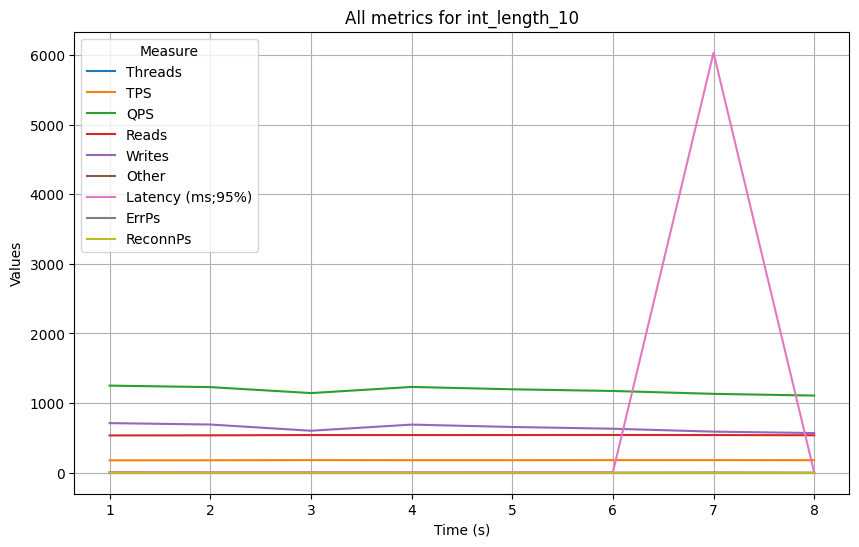 All metrics for int_length_10
Measure
Threads
TPS
QPS
Reads
Writes
Other
Latency (ms;95%)
ErrPs
ReconnPs
Values
6000
5000
4000
3000
2000
1000
0
1 2 3 4 5 6 7 8
Time (s)